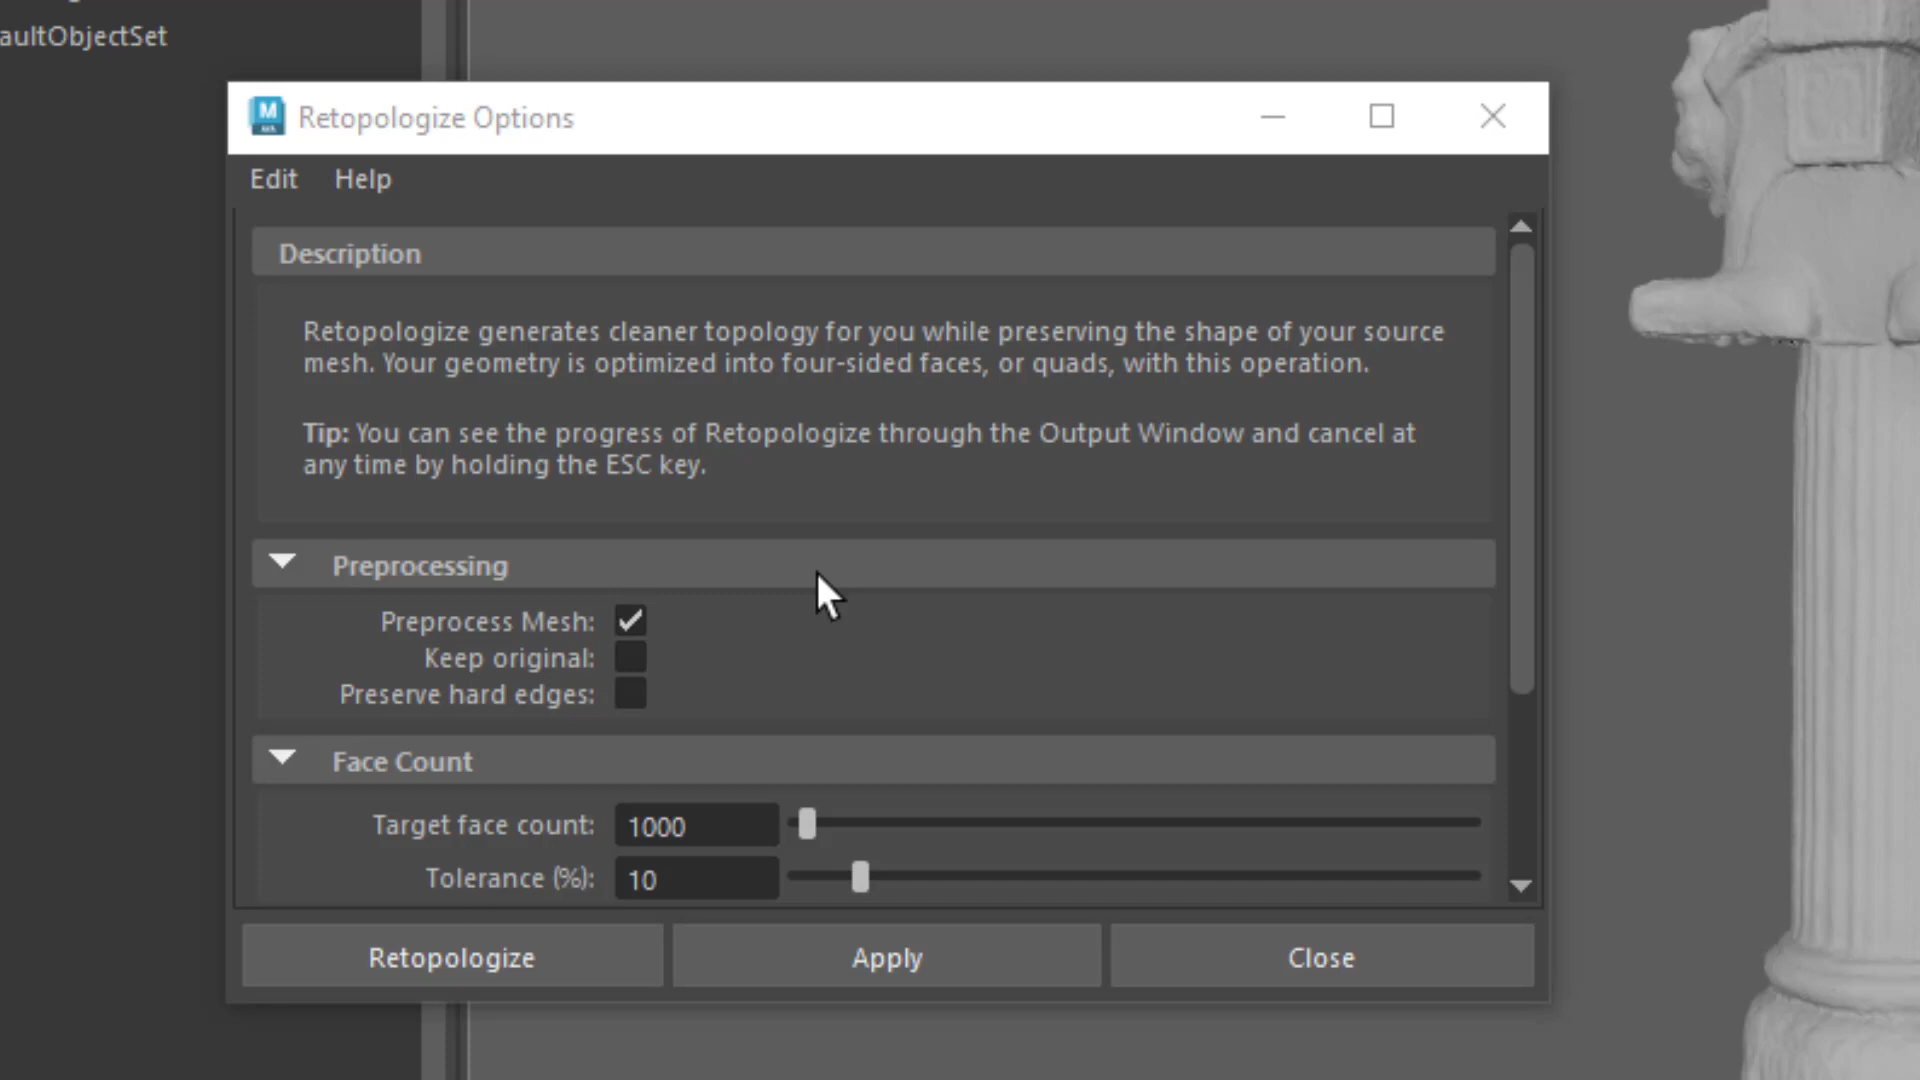 aultObjectSet
Retopologize Options
Edit Help
Description
Retopologize generates cleaner topology for you while preserving the shape of your source
mesh. Your geometry is optimized into four-sided faces, or quads, with this operation.
Tip: You can see the progress of Retopologize through the Output Window and cancel at
any time by holding the ESC key.
Preprocessing
Preprocess Mesh:
Keep original:
Preserve hard edges:
Face Count
Target face count: 1000
Tolerance (%): 10
Retopologize Apply Close